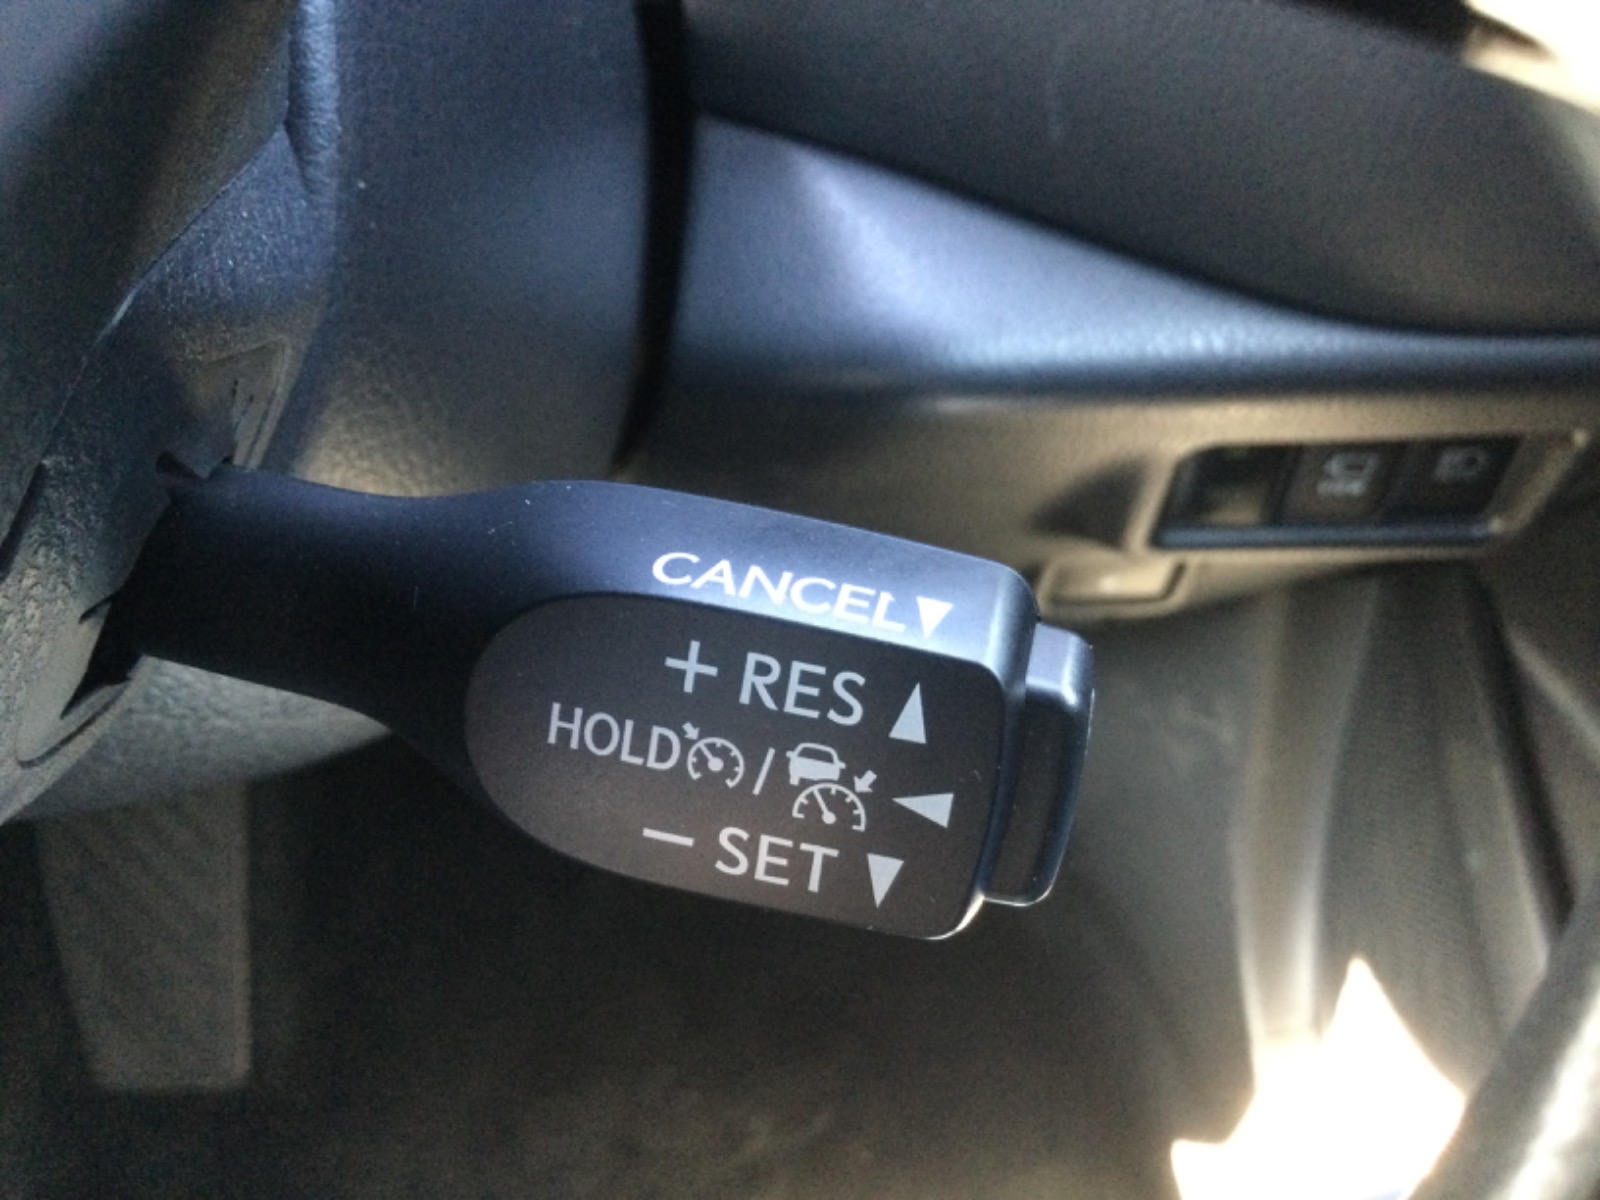 CANCEL
+ RES
HOLD /
– SET